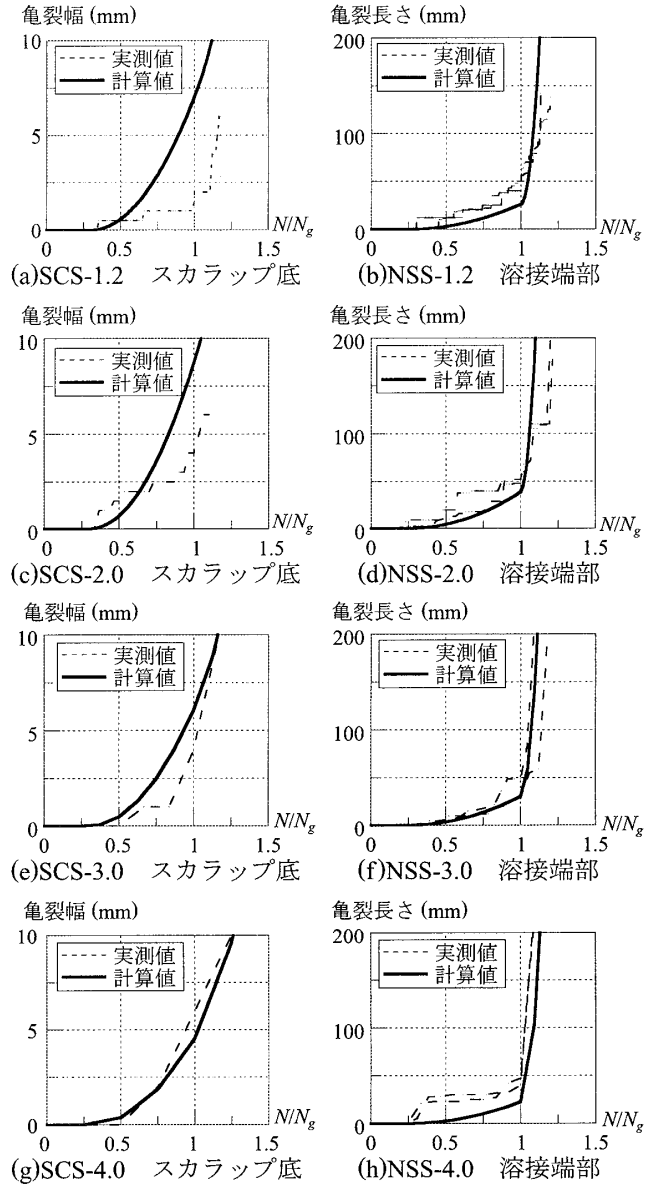 亀裂幅 (mm)
10
5
0
実測値
計算値
0 0.5 1 1.5
N/Ng
(a)SCS-1.2 スカラップ底
亀裂長さ (mm)
200
100
0
実測値
計算値
0 0.5 1 1.5
N/Ng
(b)NSS-1.2 溶接端部
亀裂幅 (mm)
10
5
0
実測値
計算値
0 0.5 1 1.5
N/Ng
(c)SCS-2.0 スカラップ底
亀裂長さ (mm)
200
100
0
実測値
計算値
0 0.5 1 1.5
N/Ng
(d)NSS-2.0 溶接端部
亀裂幅 (mm)
10
5
0
実測値
計算値
0 0.5 1 1.5
N/Ng
(e)SCS-3.0 スカラップ底
亀裂長さ (mm)
200
100
0
実測値
計算値
0 0.5 1 1.5
N/Ng
(f)NSS-3.0 溶接端部
亀裂幅 (mm)
10
5
0
実測値
計算値
0 0.5 1 1.5
N/Ng
(g)SCS-4.0 スカラップ底
亀裂長さ (mm)
200
100
0
実測値
計算値
0 0.5 1 1.5
N/Ng
(h)NSS-4.0 溶接端部